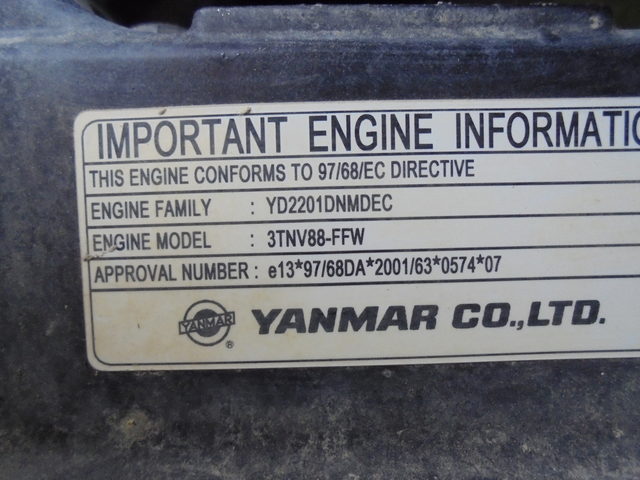 IMPORTANT ENGINE INFORMATIO
THIS ENGINE CONFORMS TO 97/68/EC DIRECTIVE
ENGINE FAMILY : YD2201DNMDEC
ENGINE MODEL : 3TNV88-FFW
APPROVAL NUMBER : e13*97/68DA*2001/63*0574*07
YANMAR ® YANMAR CO.,LTD.